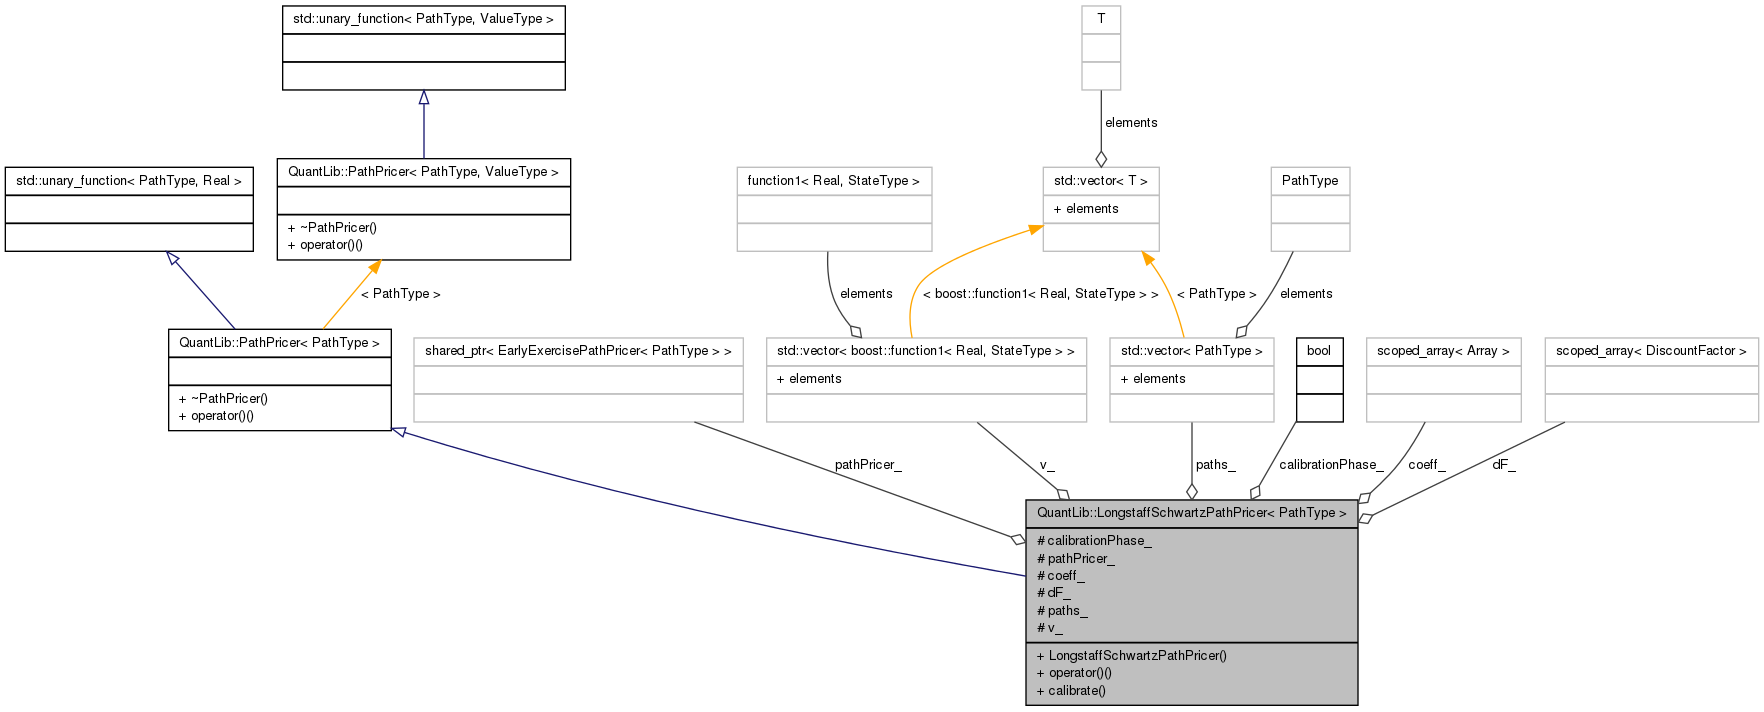 std::unary_function< PathType, ValueType >
T
elements
std::unary_function< PathType, Real >
QuantLib::PathPricer< PathType, ValueType >
+ ~PathPricer()
+ operator()()
function1< Real, StateType >
std::vector< T >
+ elements
PathType
< PathType >
elements
< boost::function1< Real, StateType > >
< PathType >
elements
QuantLib::PathPricer< PathType >
+ ~PathPricer()
+ operator()()
shared_ptr< EarlyExercisePathPricer< PathType > >
std::vector< boost::function1< Real, StateType > >
+ elements
std::vector< PathType >
+ elements
bool
scoped_array< Array >
scoped_array< DiscountFactor >
pathPricer_
v_
paths_
calibrationPhase_
coeff_
dF_
QuantLib::LongstaffSchwartzPathPricer< PathType >
# calibrationPhase_
# pathPricer_
# coeff_
# dF_
# paths_
# v_
+ LongstaffSchwartzPathPricer()
+ operator()()
+ calibrate()